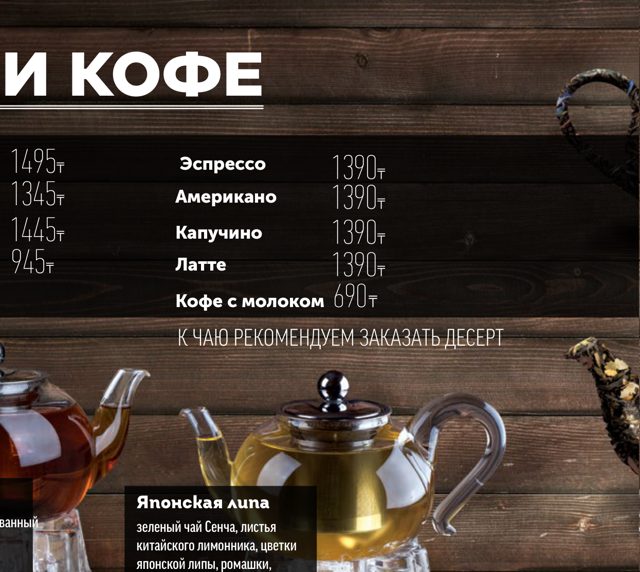 И КОФЕ
1495₸
1345₸
1445₸
945₸
Эспрессо 1390₸
Американо 1390₸
Капучино 1390₸
Латте 1390₸
Кофе с молоком 690₸
К ЧАЮ РЕКОМЕНДУЕМ ЗАКАЗАТЬ ДЕСЕРТ
ванный
Японская липа
зеленый чай Сенча, листья
китайского лимонника, цветки
японской липы, ромашки,